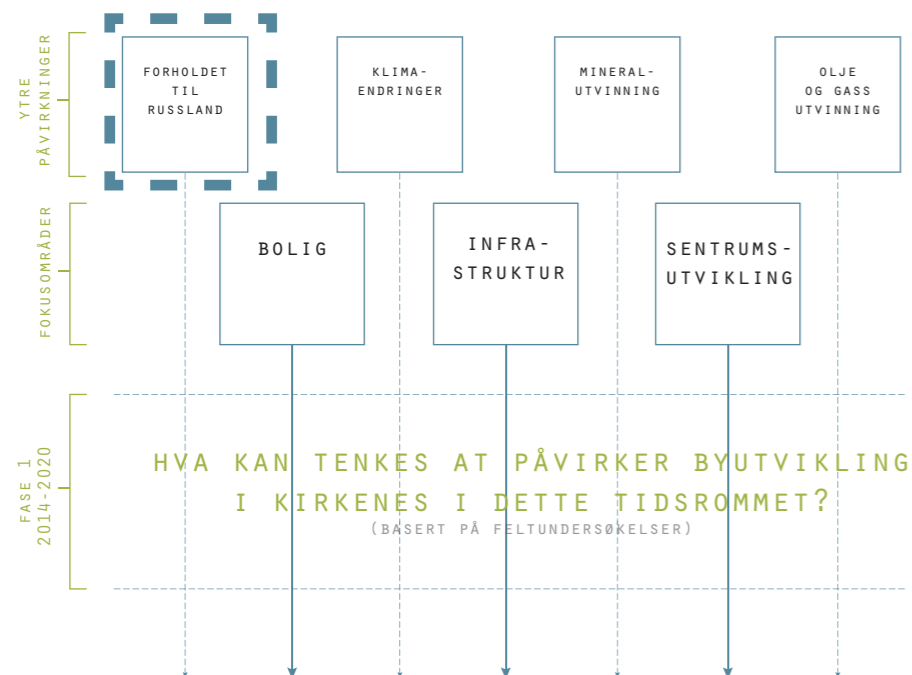 YTRE
PÅVIRKNINGER
FORHOLDET
TIL
RUSSLAND
KLIMA-
ENDRINGER
MINERAL-
UTVINNING
OLJE
OG GASS
UTVINNING
FOKUSOMRÅDER
BOLIG
INFRA-
STRUKTUR
SENTRUMS-
UTVIKLING
FASE 1
2014-2020
HVA KAN TENKES AT PÅVIRKER BYUTVIKLING
I KIRKENES I DETTE TIDSROMMET?
(BASERT PÅ FELTUNDERSØKELSER)